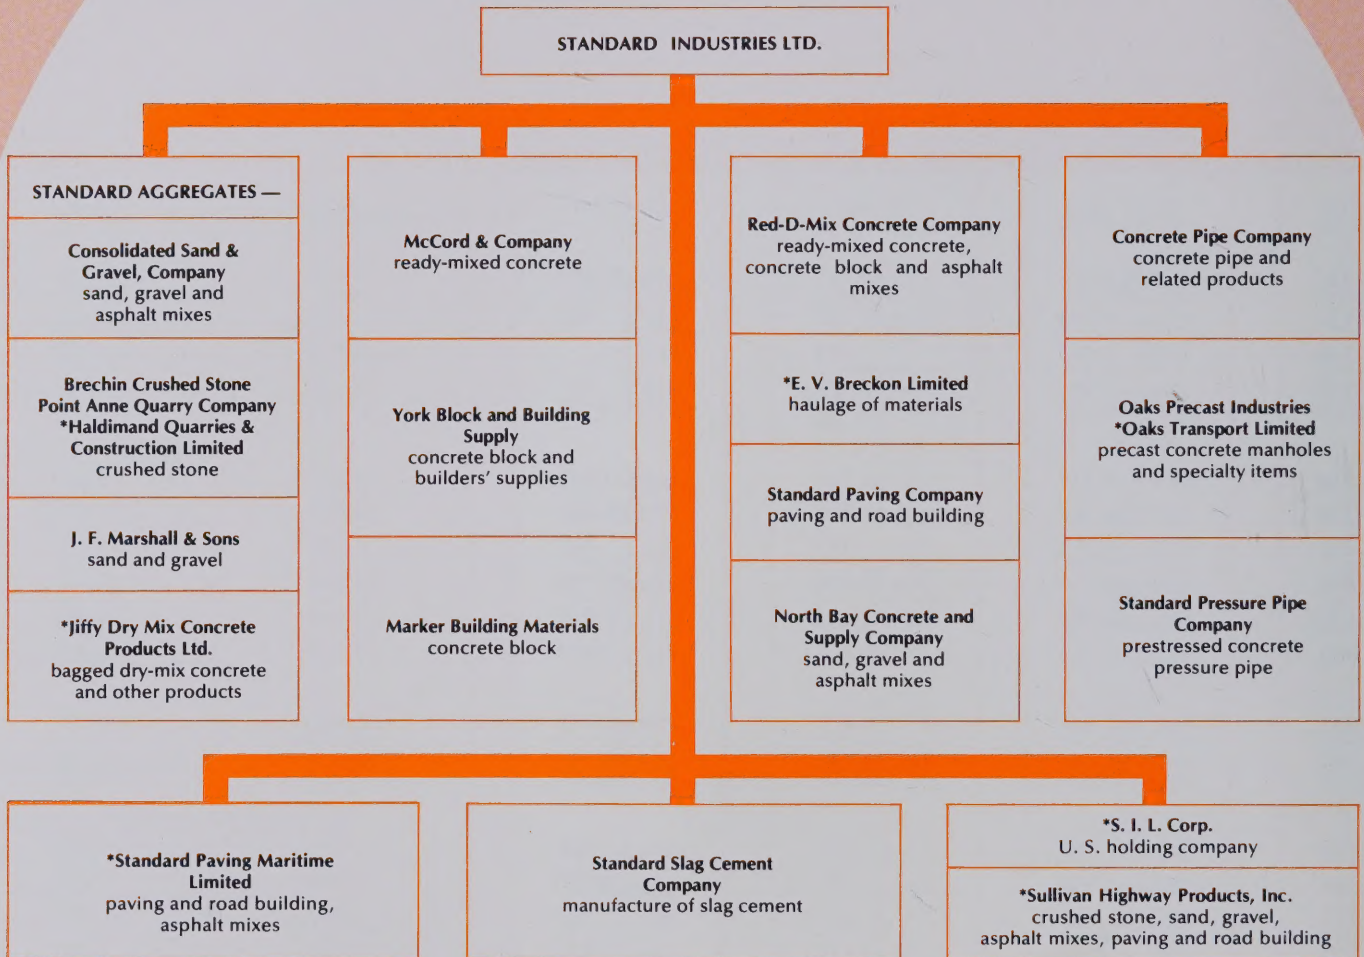 STANDARD INDUSTRIES LTD.
STANDARD AGGREGATES —
Consolidated Sand &
Gravel, Company
sand, gravel and
asphalt mixes
Brechin Crushed Stone
Point Anne Quarry Company
*Haldimand Quarries &
Construction Limited
crushed stone
J. F. Marshall & Sons
sand and gravel
*Jiffy Dry Mix Concrete
Products Ltd.
bagged dry-mix concrete
and other products
McCord & Company
ready-mixed concrete
York Block and Building
Supply
concrete block and
builders' supplies
Marker Building Materials
concrete block
Red-D-Mix Concrete Company
ready-mixed concrete,
concrete block and asphalt
mixes
*E. V. Breckon Limited
haulage of materials
Standard Paving Company
paving and road building
North Bay Concrete and
Supply Company
sand, gravel and
asphalt mixes
Concrete Pipe Company
concrete pipe and
related products
Oaks Precast Industries
*Oaks Transport Limited
precast concrete manholes
and specialty items
Standard Pressure Pipe
Company
prestressed concrete
pressure pipe
*Standard Paving Maritime
Limited
paving and road building,
asphalt mixes
Standard Slag Cement
Company
manufacture of slag cement
*S. I. L. Corp.
U. S. holding company
*Sullivan Highway Products, Inc.
crushed stone, sand, gravel,
asphalt mixes, paving and road building